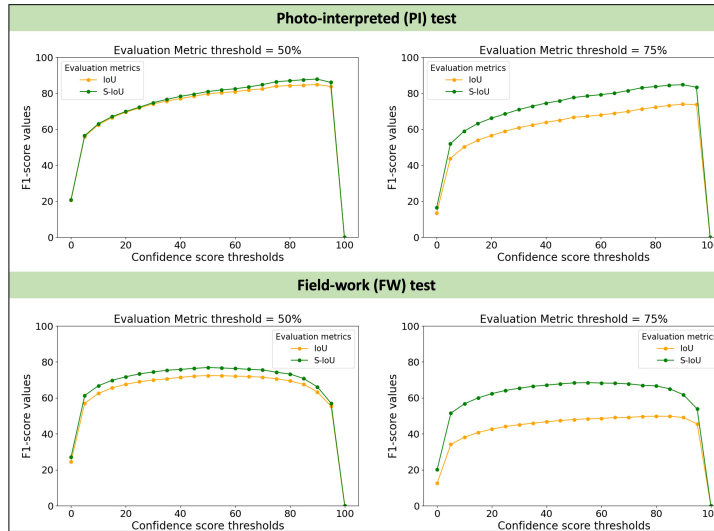 Photo-interpreted (PI) test
Evaluation Metric threshold = 50%
Evaluation metrics
IoU
S-IoU
F1-score values
100
80
60
40
20
0
0 20 40 60 80 100
Confidence score thresholds
Evaluation Metric threshold = 75%
Evaluation metrics
IoU
S-IoU
F1-score values
100
80
60
40
20
0
0 20 40 60 80 100
Confidence score thresholds
Field-work (FW) test
Evaluation Metric threshold = 50%
Evaluation metrics
IoU
S-IoU
F1-score values
100
80
60
40
20
0
0 20 40 60 80 100
Confidence score thresholds
Evaluation Metric threshold = 75%
Evaluation metrics
IoU
S-IoU
F1-score values
100
80
60
40
20
0
0 20 40 60 80 100
Confidence score thresholds